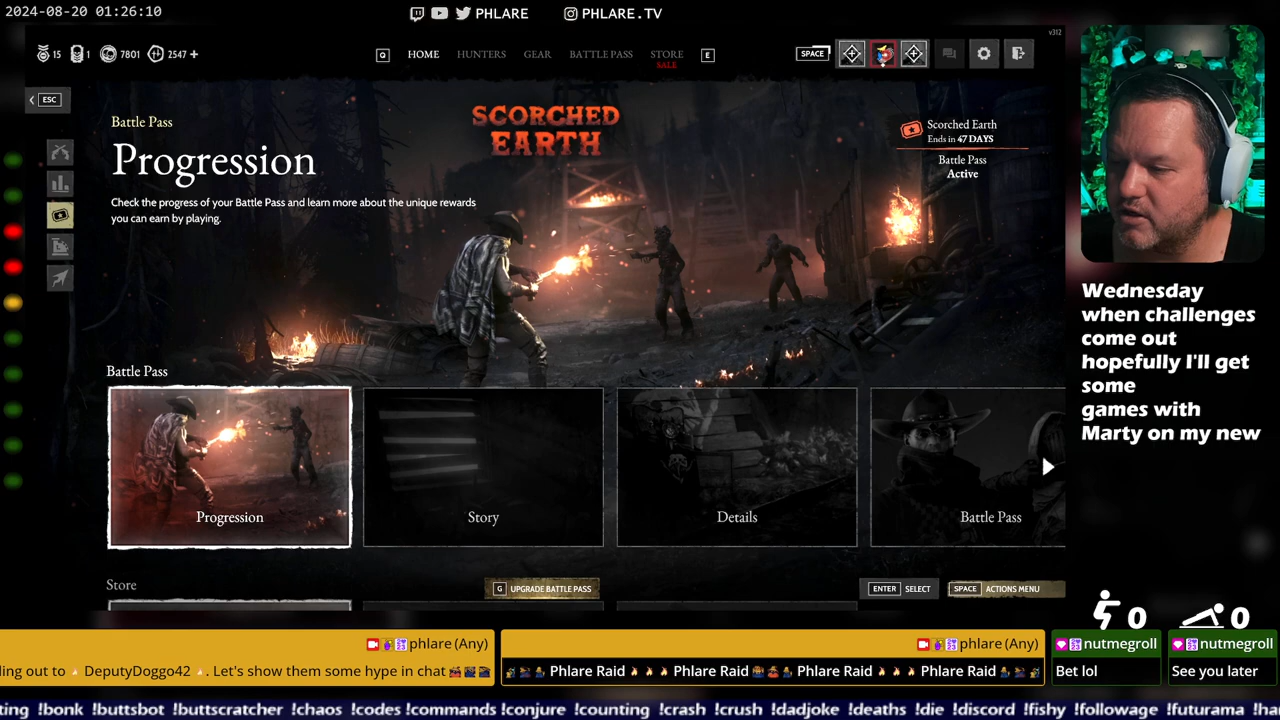 2024-08-20 01:26:10
PHLARE
PHLARE.TV
v312
15
1
7801
2547 +
Q
HOME
HUNTERS
GEAR
BATTLE PASS
STORE
SALE
E
SPACE
ESC
Battle Pass
Progression
Check the progress of your Battle Pass and learn more about the unique rewards
you can earn by playing.
SCORCHED
EARTH
Scorched Earth
Ends in 47 DAYS
Battle Pass
Active
Battle Pass
Progression
Story
Details
Battle Pass
Store
G UPGRADE BATTLE PASS
ENTER SELECT
SPACE ACTIONS MENU
Wednesday
when challenges
come out
hopefully I'll get
some
games with
Marty on my new
0
0
phlare (Any)
ling out to DeputyDoggo42 . Let's show them some hype in chat
phlare (Any)
Phlare Raid Phlare Raid Phlare Raid Phlare Raid
nutmegroll
Bet lol
nutmegroll
See you later
ting !bonk !buttsbot !buttscratcher !chaos !codes !commands !conjure !counting !crash !crush !dadjoke !deaths !die !discord !fishy !followage !futurama !ha